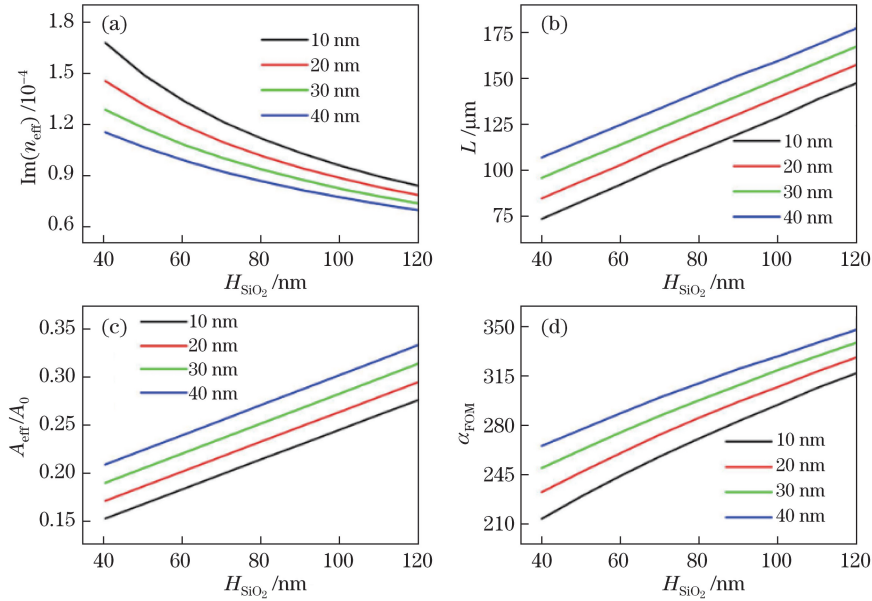 (a)
1.8
1.5
1.2
0.9
0.6
Im(n_eff) /10⁻⁴
10 nm
20 nm
30 nm
40 nm
40 60 80 100 120
H_SiO₂ /nm
(b)
175
150
125
100
75
L /μm
10 nm
20 nm
30 nm
40 nm
40 60 80 100 120
H_SiO₂ /nm
(c)
0.35
0.30
0.25
0.20
0.15
A_eff/A₀
10 nm
20 nm
30 nm
40 nm
40 60 80 100 120
H_SiO₂ /nm
(d)
350
315
280
245
210
α_FOM
10 nm
20 nm
30 nm
40 nm
40 60 80 100 120
H_SiO₂ /nm